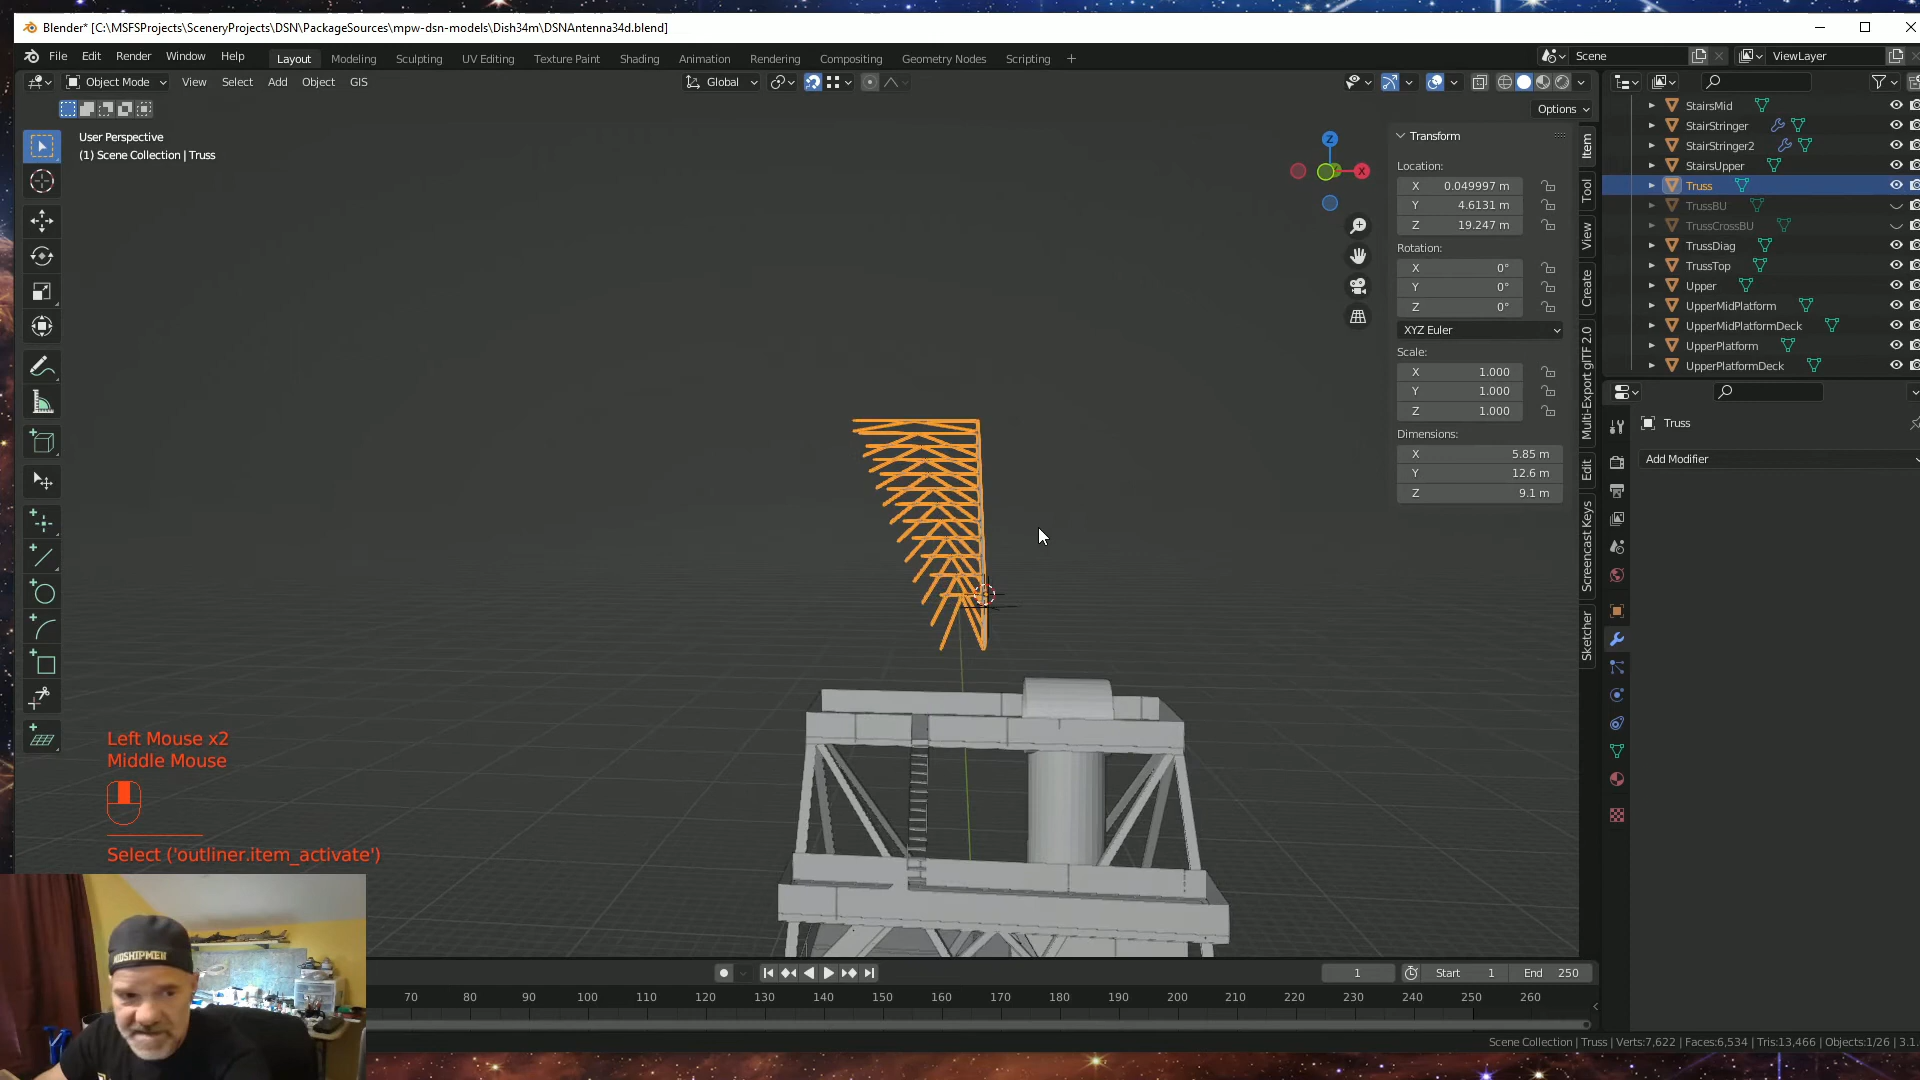 Blender* [C:\MSFSProjects\SceneryProjects\DSN\PackageSources\mpw-dsn-models\Dish34m\DSNAntenna34d.blend]
File Edit Render Window Help Layout Modeling Sculpting UV Editing Texture Paint Shading Animation Rendering Compositing Geometry Nodes Scripting + Scene ViewLayer
Object Mode View Select Add Object GIS Global
Options
User Perspective
(1) Scene Collection | Truss
Z
X
Transform
Location:
X 0.049997 m
Y 4.6131 m
Z 19.247 m
Rotation:
X 0°
Y 0°
Z 0°
XYZ Euler
Scale:
X 1.000
Y 1.000
Z 1.000
Dimensions:
X 5.85 m
Y 12.6 m
Z 9.1 m
Item
Tool
View
Create
Multi-Export glTF 2.0
Edit
Screencast Keys
Sketcher
StairsMid
StairStringer
StairStringer2
StairsUpper
Truss
TrussBU
TrussCrossBU
TrussDiag
TrussTop
Upper
UpperMidPlatform
UpperMidPlatformDeck
UpperPlatform
UpperPlatformDeck
Truss
Add Modifier
Left Mouse x2
Middle Mouse
Select ('outliner.item_activate')
MIDSHIPMEN
1 Start 1 End 250
70 80 90 100 110 120 130 140 150 160 170 180 190 200 210 220 230 240 250 260
Scene Collection | Truss | Verts:7,622 | Faces:6,534 | Tris:13,466 | Objects:1/26 | 3.1.